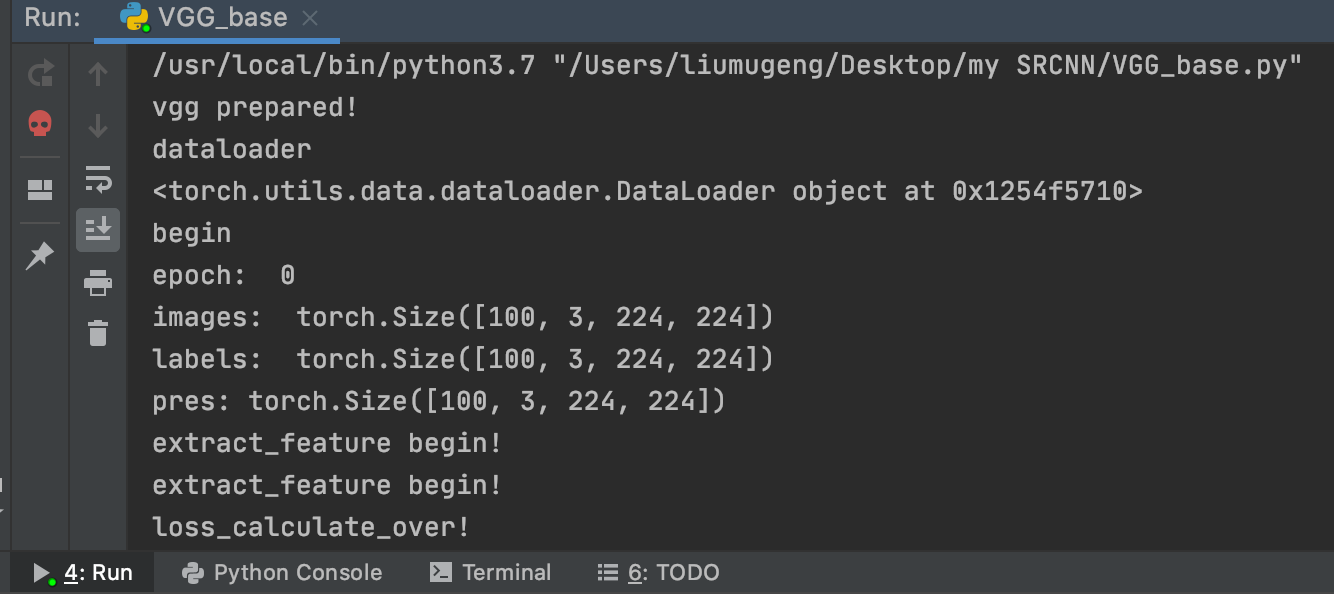 Run: VGG_base
/usr/local/bin/python3.7 "/Users/liumugeng/Desktop/my SRCNN/VGG_base.py"
vgg prepared!
dataloader
<torch.utils.data.dataloader.DataLoader object at 0x1254f5710>
begin
epoch:  0
images:  torch.Size([100, 3, 224, 224])
labels:  torch.Size([100, 3, 224, 224])
pres: torch.Size([100, 3, 224, 224])
extract_feature begin!
extract_feature begin!
loss_calculate_over!
4: Run Python Console Terminal 6: TODO